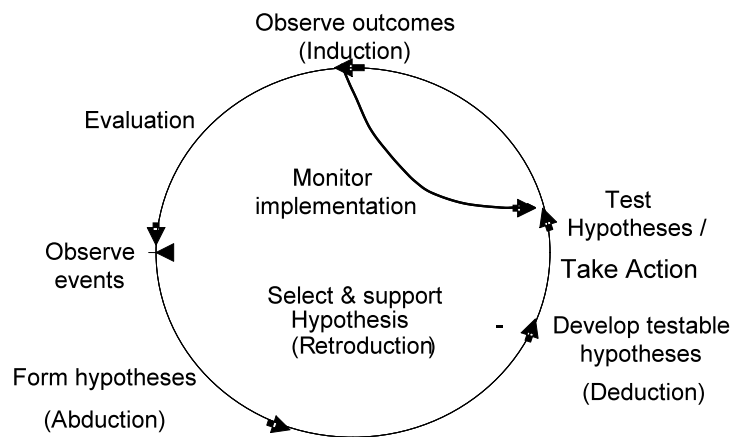 Observe outcomes
(Induction)
Evaluation
Monitor
implementation
Test
Hypotheses /
Take Action
Observe
events
Select & support
Hypothesis
(Retroduction)
Develop testable
hypotheses
(Deduction)
Form hypotheses
(Abduction)